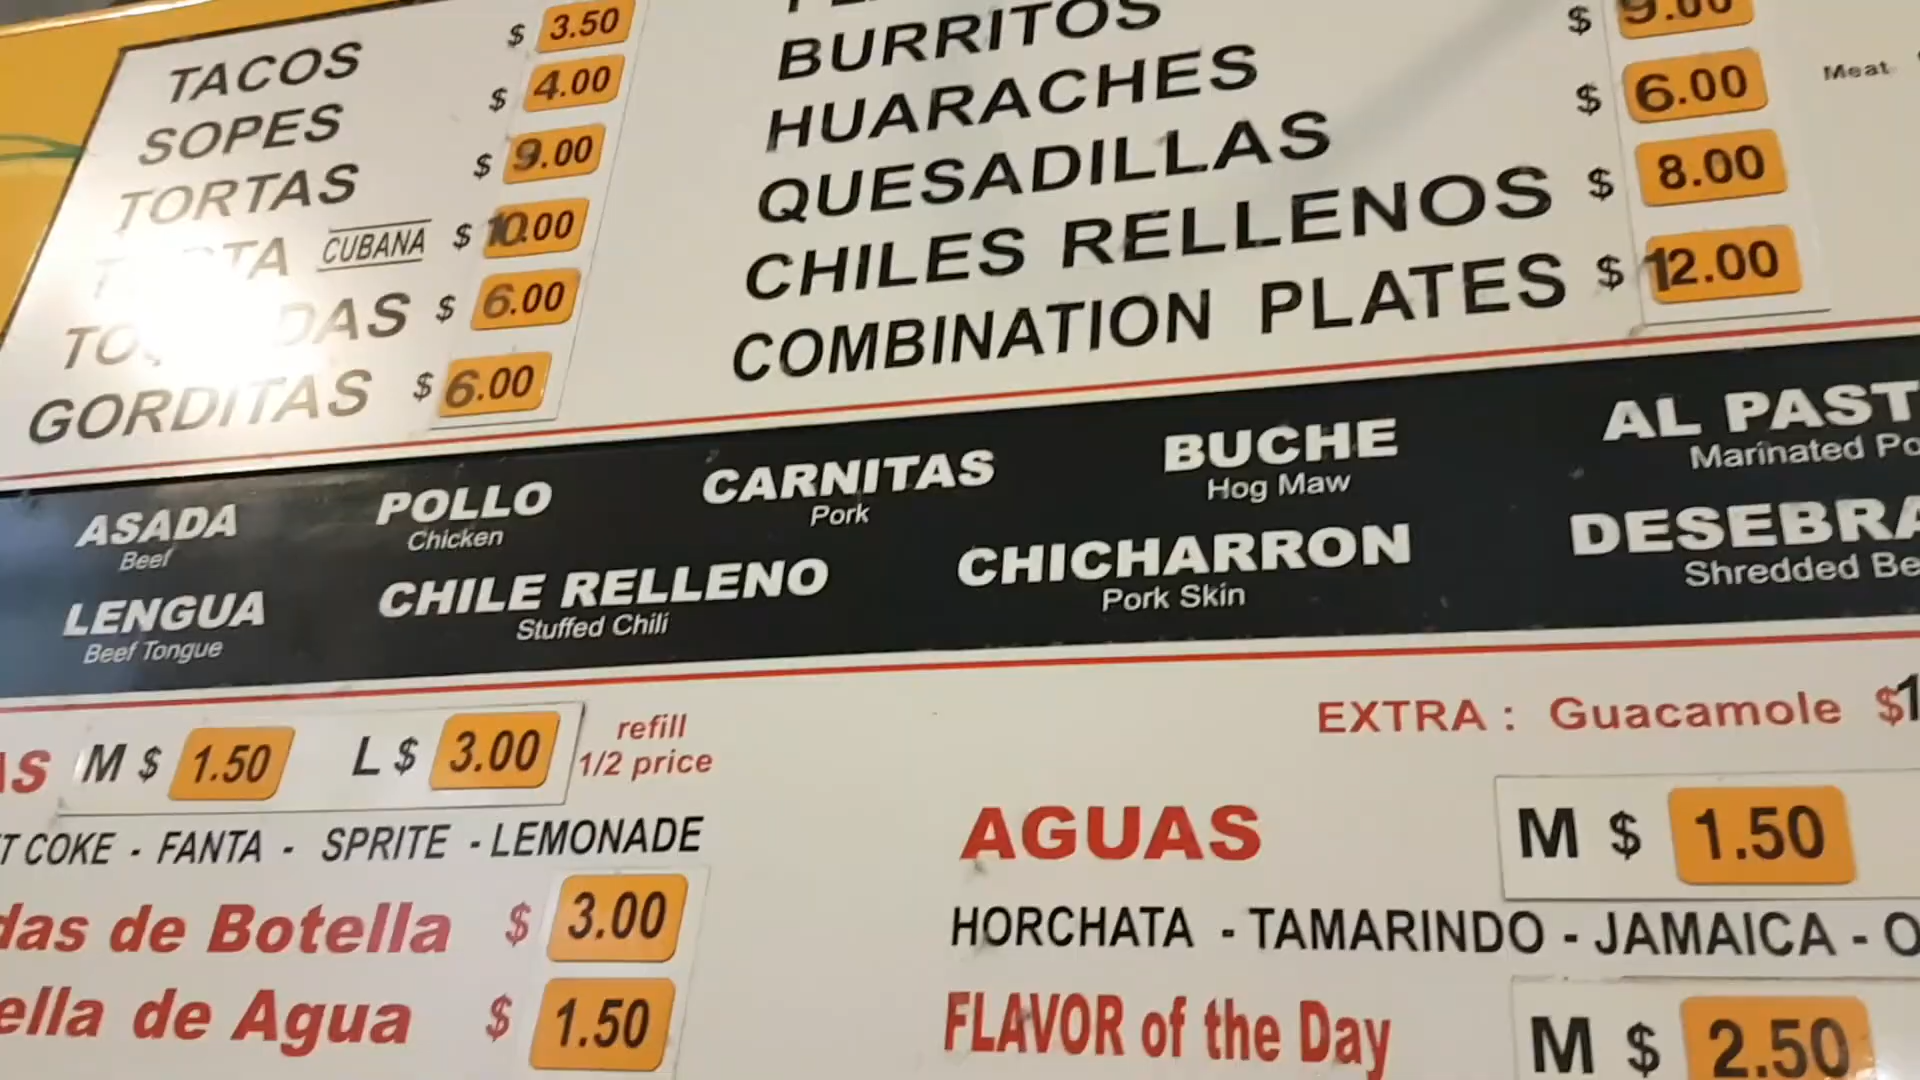 TACOS $ 3.50
SOPES $ 4.00
TORTAS $ 9.00
CUBANA $ 10.00
$ 6.00
GORDITAS $ 6.00
BURRITOS $ 9.00
HUARACHES $ 6.00
QUESADILLAS $ 8.00
CHILES RELLENOS $ 12.00
COMBINATION PLATES
Meat
ASADA
Beef
POLLO
Chicken
CARNITAS
Pork
BUCHE
Hog Maw
AL PAST
Marinated Po
LENGUA
Beef Tongue
CHILE RELLENO
Stuffed Chili
CHICHARRON
Pork Skin
DESEBRA
Shredded Be
AS M $ 1.50 L $ 3.00 refill
1/2 price
T COKE - FANTA - SPRITE - LEMONADE
das de Botella $ 3.00
ella de Agua $ 1.50
EXTRA : Guacamole $1
AGUAS M $ 1.50
HORCHATA - TAMARINDO - JAMAICA - O
FLAVOR of the Day M $ 2.50